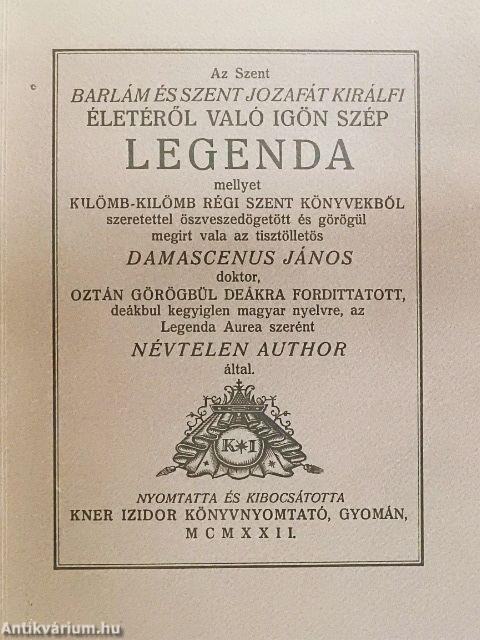 Az Szent
BARLÁM ÉS SZENT JOZAFÁT KIRÁLFI
ÉLETÉRŐL VALÓ IGÖN SZÉP
LEGENDA
mellyet
KÜLÖMB-KILÖMB RÉGI SZENT KÖNYVEKBŐL
szeretettel öszveszedögetött és görögül
megirt vala az tisztölletös
DAMASCENUS JÁNOS
doktor,
OZTÁN GÖRÖGBÜL DEÁKRA FORDITTATOTT,
deákbul kegyiglen magyar nyelvre, az
Legenda Aurea szerént
NÉVTELEN AUTHOR
által.
K*I
NYOMTATTA ÉS KIBOCSÁTOTTA
KNER IZIDOR KÖNYVNYOMTATÓ, GYOMÁN,
MCMXXII.
Antikvárium.hu